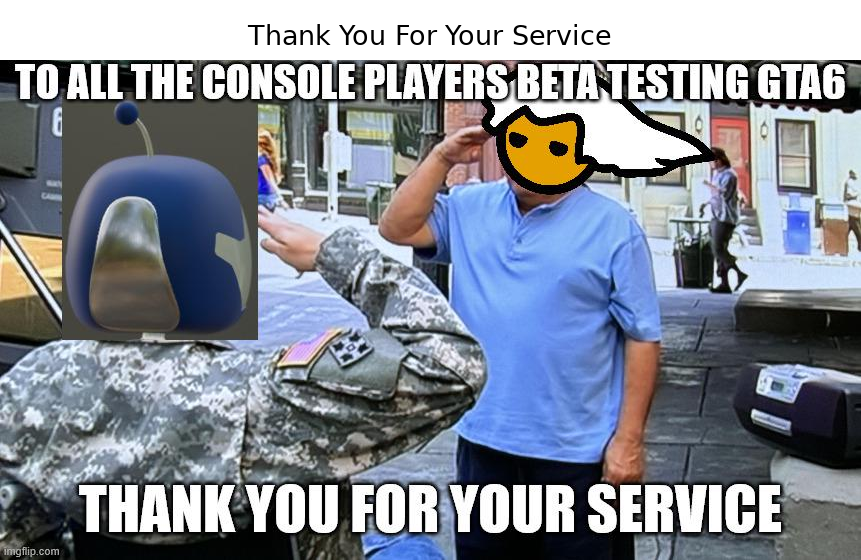 Thank You For Your Service
TO ALL THE CONSOLE PLAYERS BETA TESTING GTA6
THANK YOU FOR YOUR SERVICE
imgflip.com